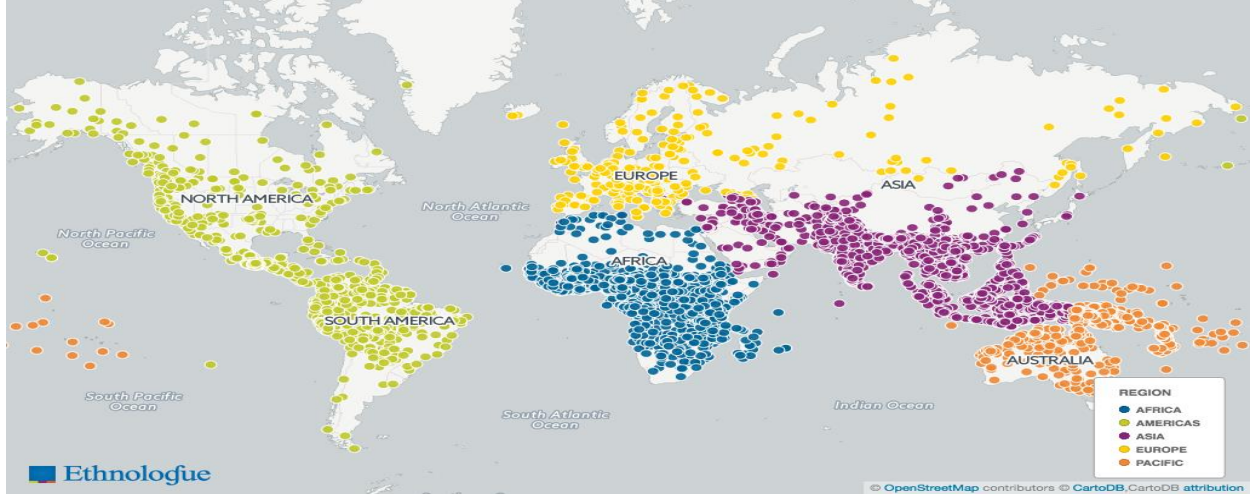 NORTH AMERICA
EUROPE
ASIA
North Atlantic
Ocean
North Pacific
Ocean
AFRICA
SOUTH AMERICA
AUSTRALIA
South Pacific
Ocean
South Atlantic
Ocean
Indian Ocean
REGION
AFRICA
AMERICAS
ASIA
EUROPE
PACIFIC
Ethnologue
© OpenStreetMap contributors © CartoDB,CartoDB attribution